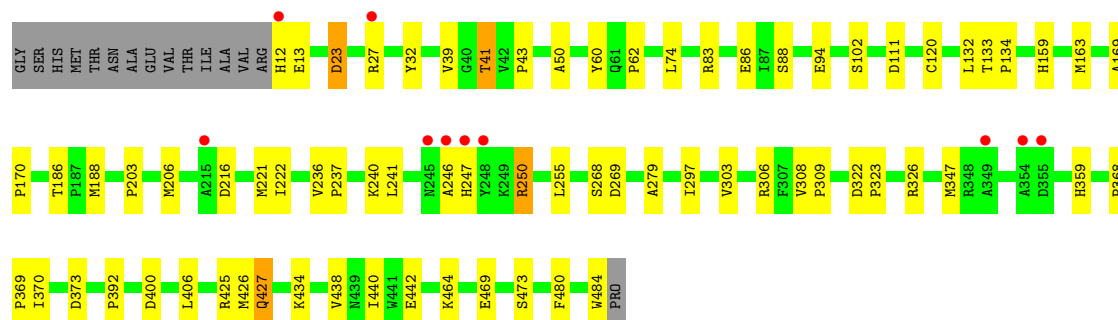 GLY SER HIS MET THR ASN ALA GLU VAL THR ILE ALA VAL ARG H12 E13 D23 R27 Y32 V39 G40 T41 V42 P43 A50 Y60 Q61 P62 L74 R83 E86 I87 S88 E94 S102 D111 C120 L132 T133 P134 H159 M163 A169
P170 T186 P187 M188 P203 M206 A215 D216 M221 I222 V236 P237 K240 L241 N245 A246 H247 Y248 K249 R250 L255 S268 D269 A279 I297 V303 R306 F307 V308 P309 D322 P323 R326 M347 R348 A349 A354 D355 H359
P369 I370 D373 P392 D400 L406 R425 M426 Q427 K434 V438 N439 I440 W441 E442 K464 E469 S473 F480 W484 PRO